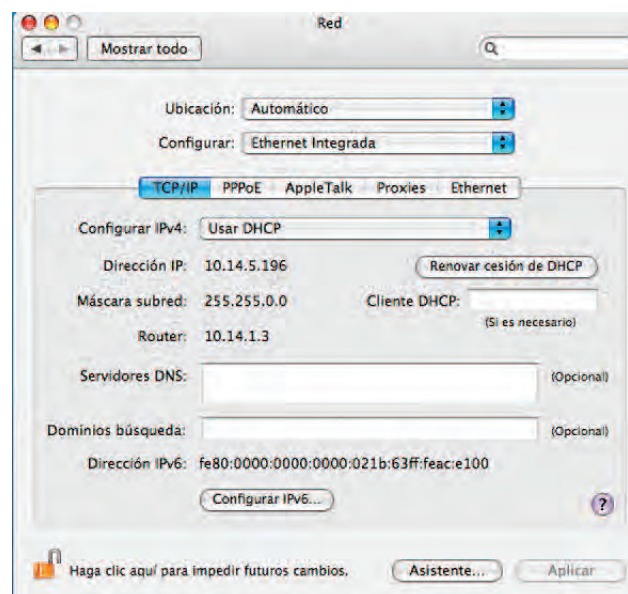 Red
Mostrar todo
Ubicación: Automático
Configurar: Ethernet Integrada
TCP/IP PPPoE AppleTalk Proxies Ethernet
Configurar IPv4: Usar DHCP
Dirección IP: 10.14.5.196 Renovar cesión de DHCP
Máscara subred: 255.255.0.0 Cliente DHCP:
(Si es necesario)
Router: 10.14.1.3
Servidores DNS: (Opcional)
Dominios búsqueda: (Opcional)
Dirección IPv6: fe80:0000:0000:0000:021b:63ff:feac:e100
Configurar IPv6...
?
Haga clic aquí para impedir futuros cambios. Asistente... Aplicar